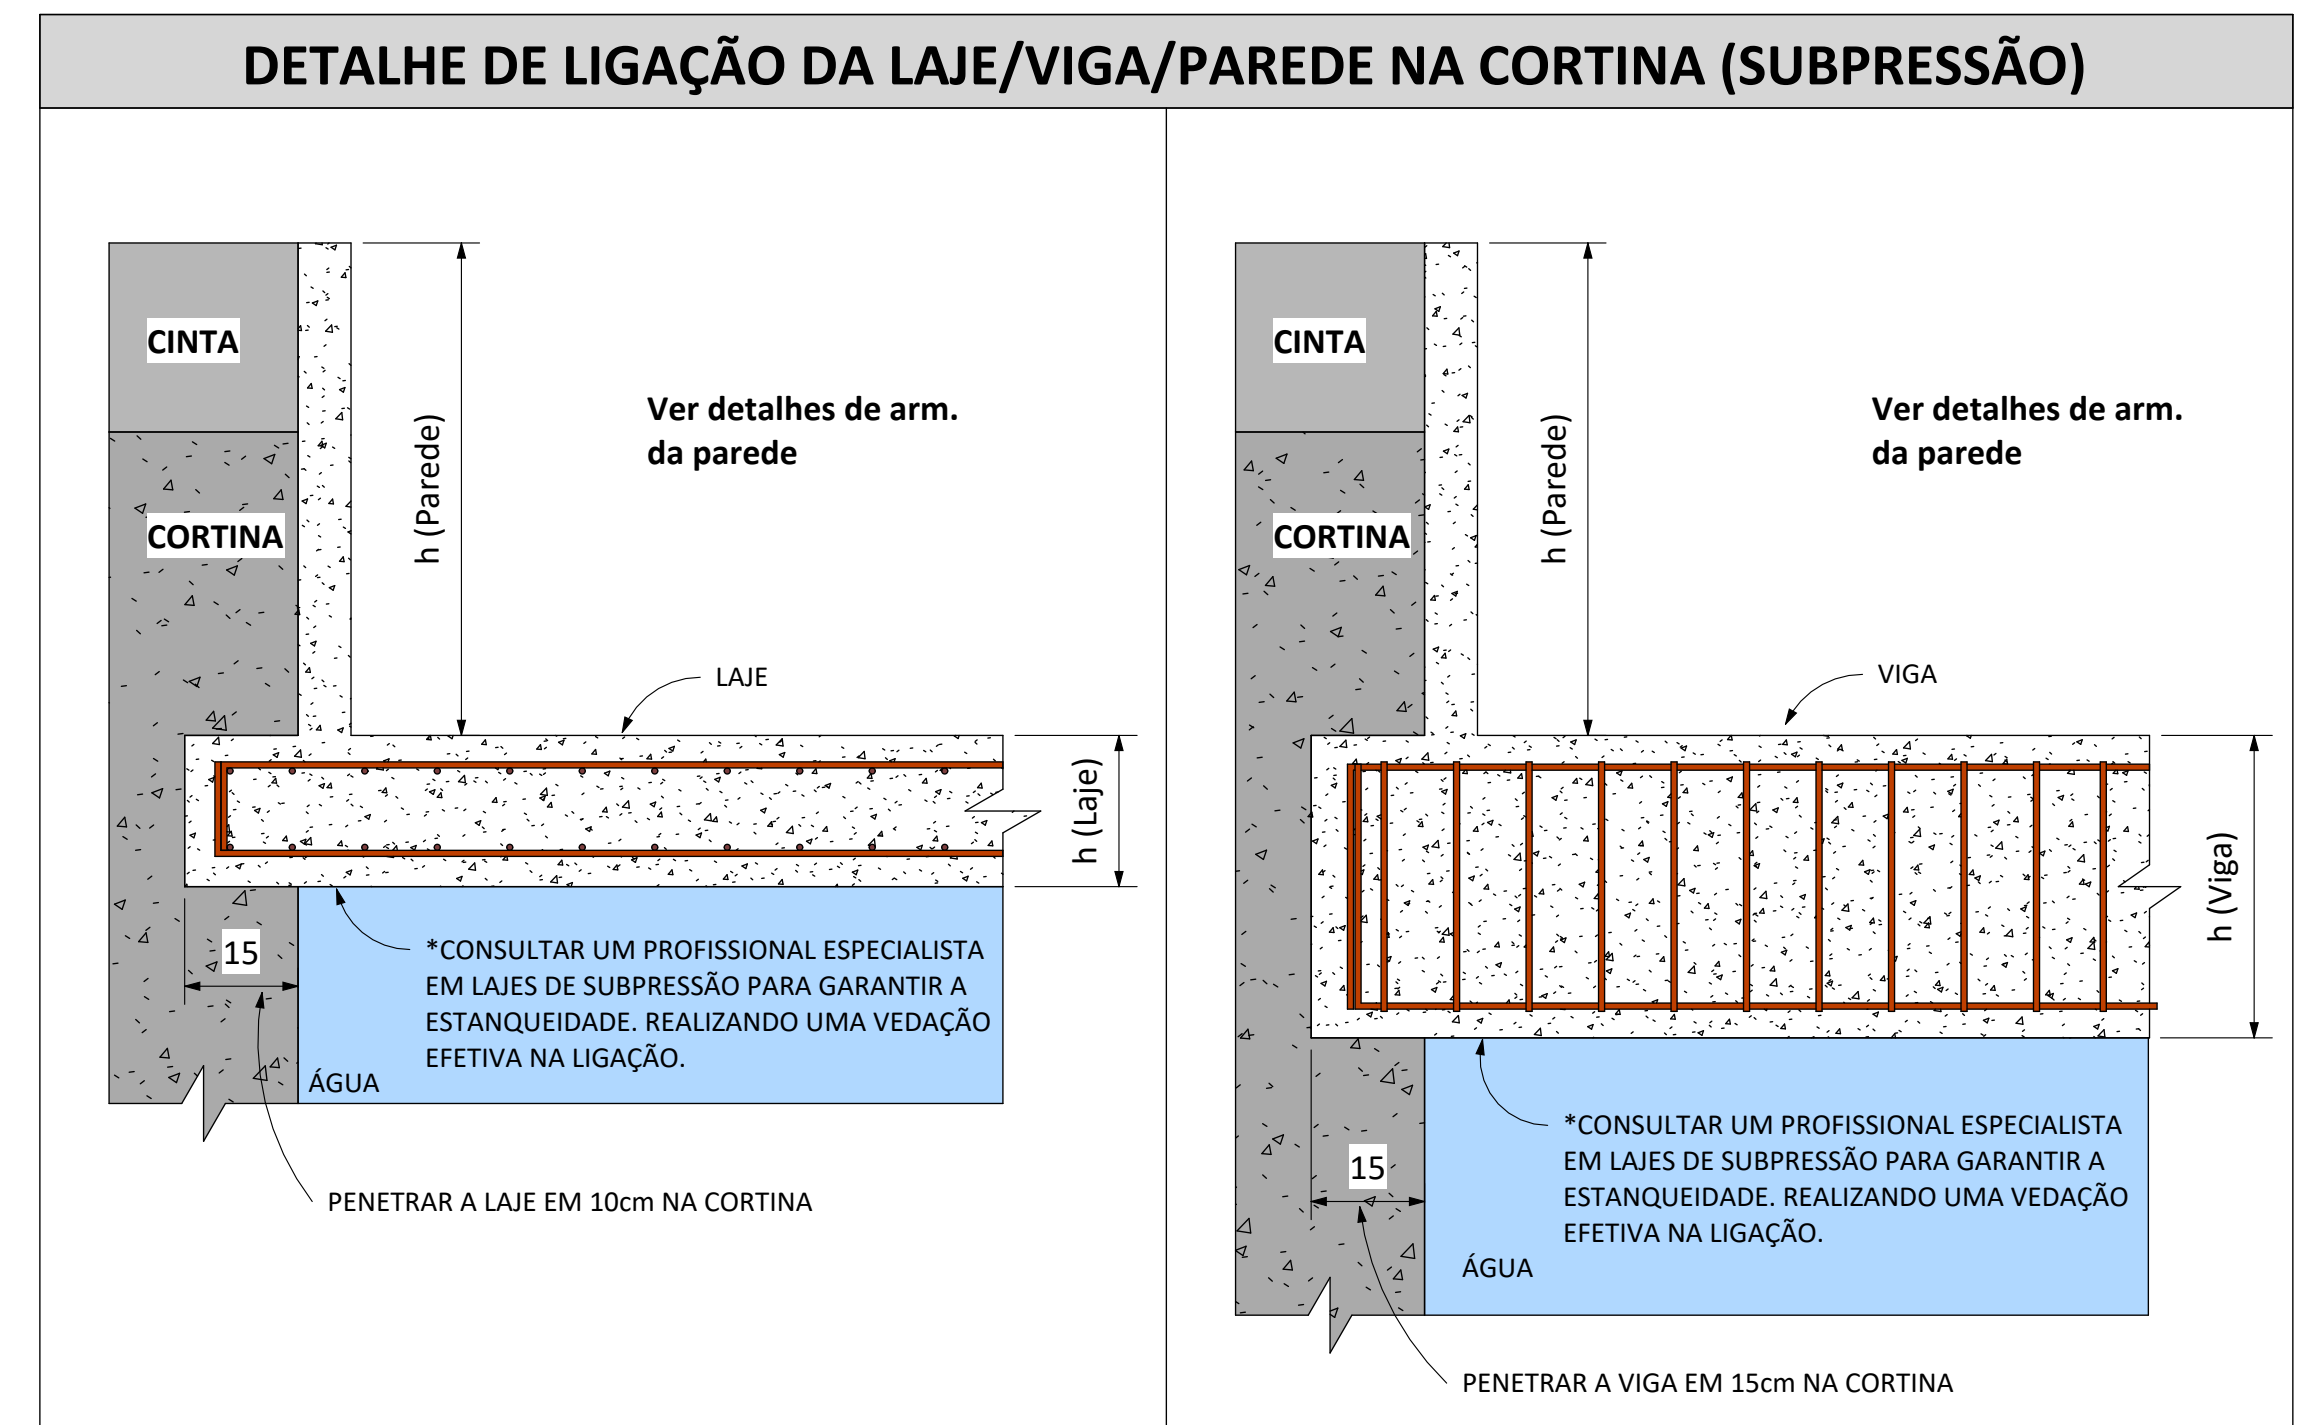 DETALHE DE LIGAÇÃO DA LAJE/VIGA/PAREDE NA CORTINA (SUBPRESSÃO)
CINTA
CORTINA
h (Parede)
Ver detalhes de arm.
da parede
LAJE
h (Laje)
15
*CONSULTAR UM PROFISSIONAL ESPECIALISTA
EM LAJES DE SUBPRESSÃO PARA GARANTIR A
ESTANQUEIDADE. REALIZANDO UMA VEDAÇÃO
EFETIVA NA LIGAÇÃO.
ÁGUA
PENETRAR A LAJE EM 10cm NA CORTINA
CINTA
CORTINA
h (Parede)
Ver detalhes de arm.
da parede
VIGA
h (Viga)
15
*CONSULTAR UM PROFISSIONAL ESPECIALISTA
EM LAJES DE SUBPRESSÃO PARA GARANTIR A
ESTANQUEIDADE. REALIZANDO UMA VEDAÇÃO
EFETIVA NA LIGAÇÃO.
ÁGUA
PENETRAR A VIGA EM 15cm NA CORTINA